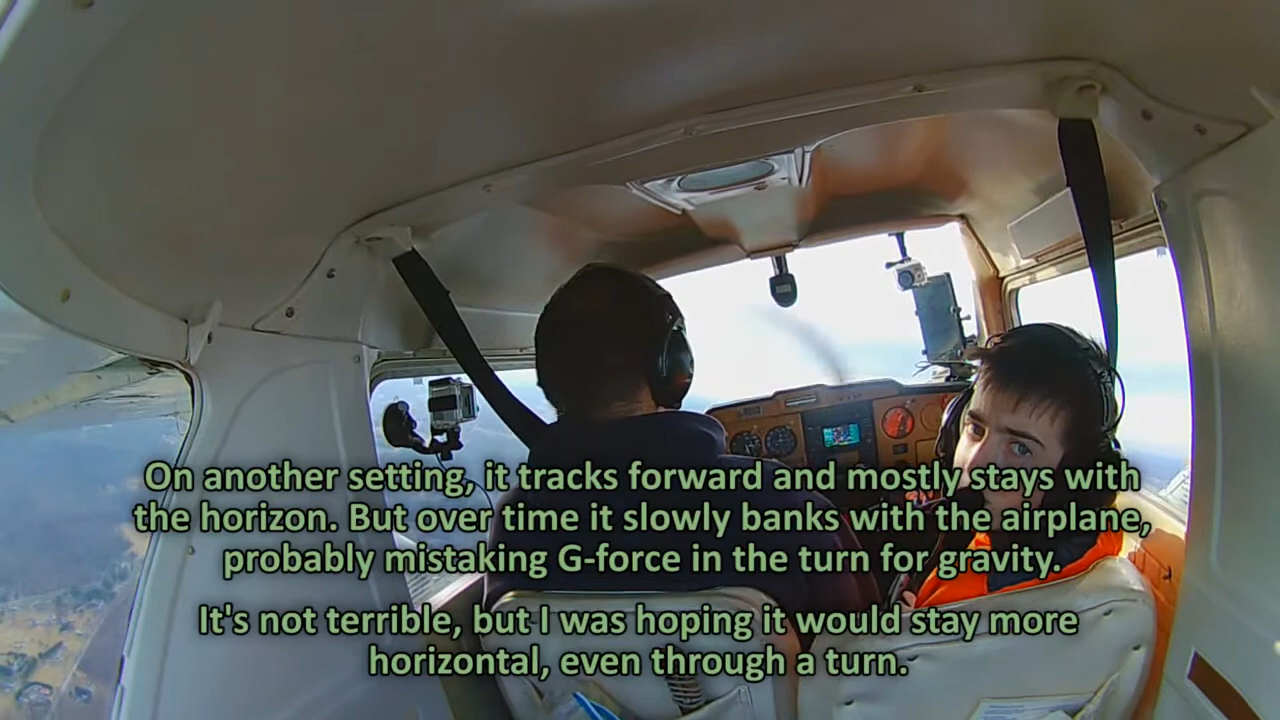 On another setting, it tracks forward and mostly stays with
the horizon. But over time it slowly banks with the airplane,
probably mistaking G-force in the turn for gravity.
It's not terrible, but I was hoping it would stay more
horizontal, even through a turn.